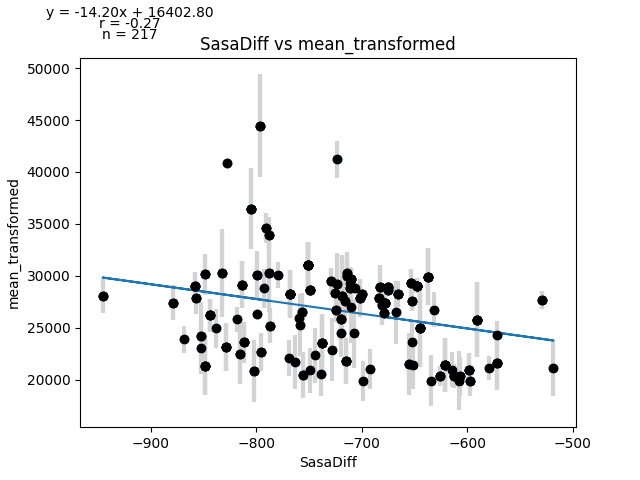 y = -14.20x + 16402.80
r = -0.27
n = 217
SasaDiff vs mean_transformed
50000
45000
40000
35000
30000
25000
20000
mean_transformed
−900
−800
−700
−600
−500
SasaDiff